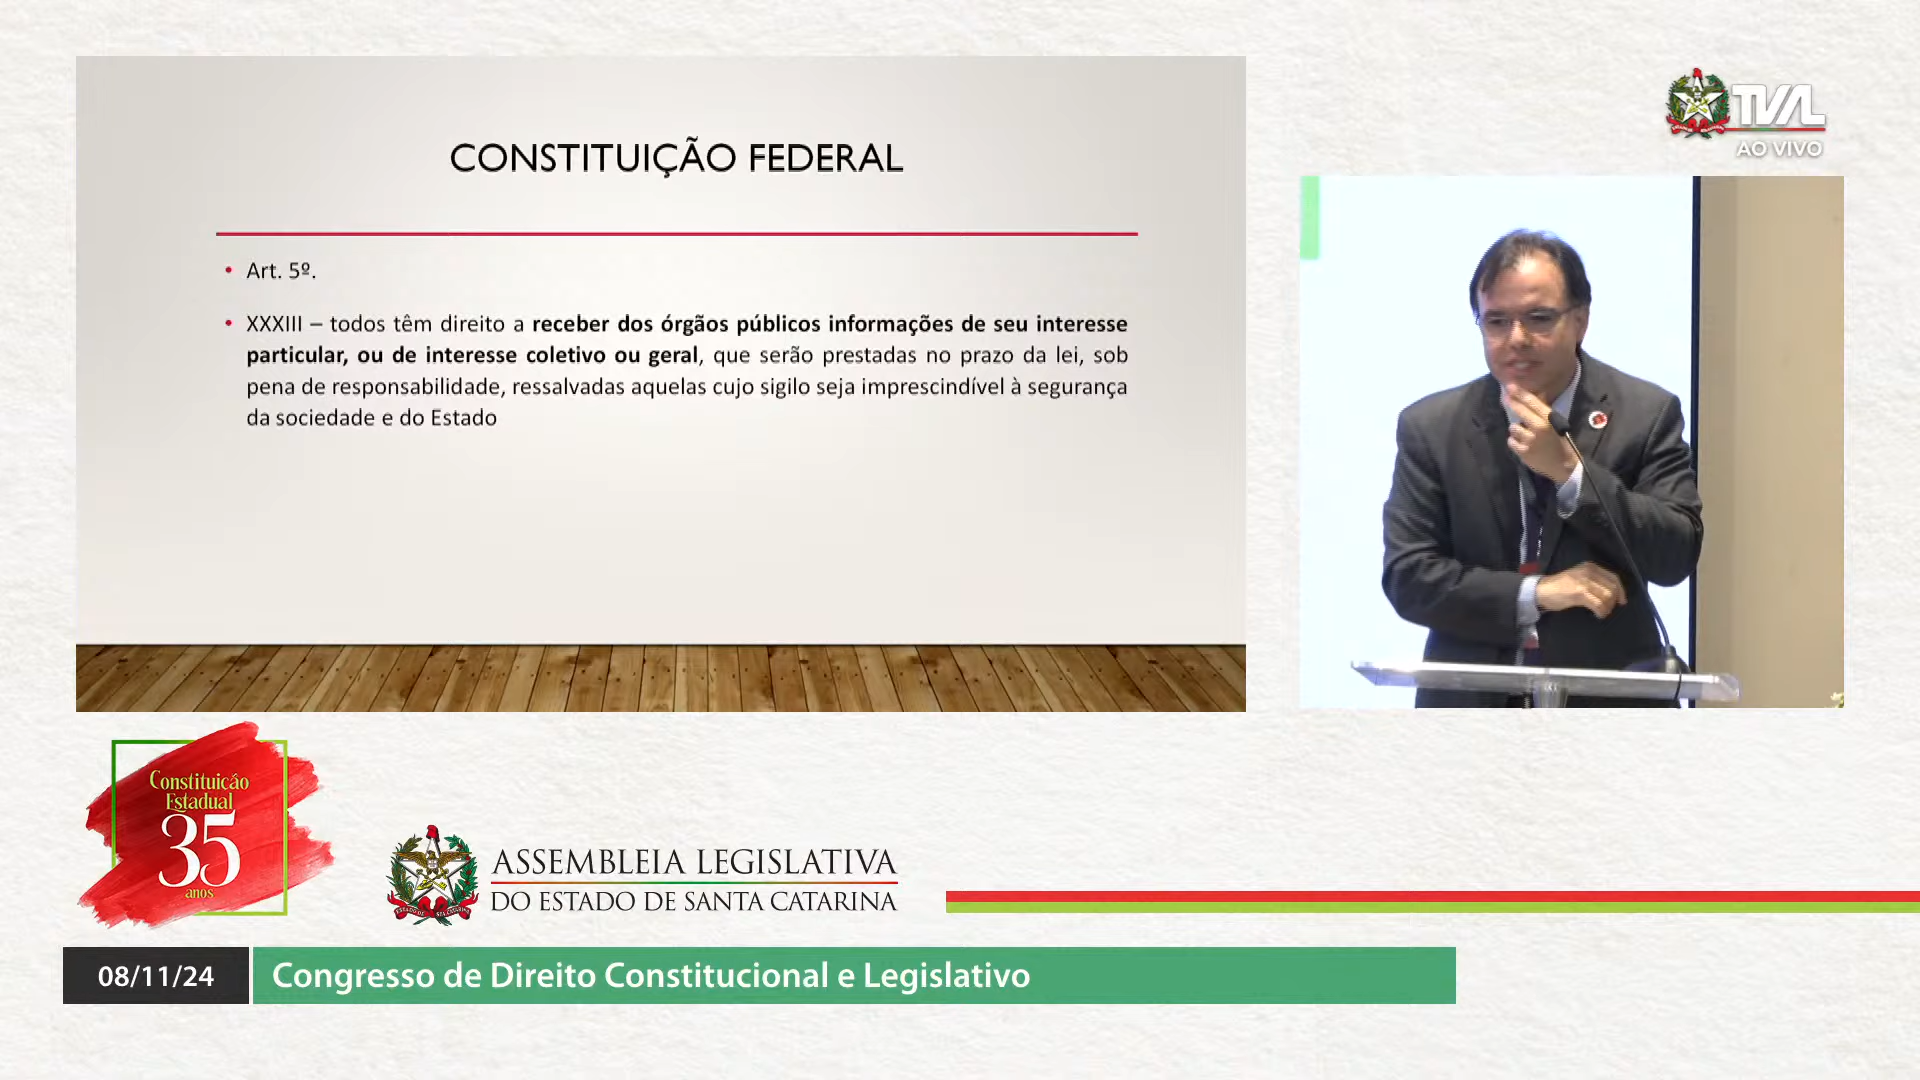 CONSTITUIÇÃO FEDERAL
• Art. 5º.
• XXXIII – todos têm direito a receber dos órgãos públicos informações de seu interesse
particular, ou de interesse coletivo ou geral, que serão prestadas no prazo da lei, sob
pena de responsabilidade, ressalvadas aquelas cujo sigilo seja imprescindível à segurança
da sociedade e do Estado
TVAL
AO VIVO
Constituição
Estadual
35
anos
ASSEMBLEIA LEGISLATIVA
DO ESTADO DE SANTA CATARINA
08/11/24
Congresso de Direito Constitucional e Legislativo